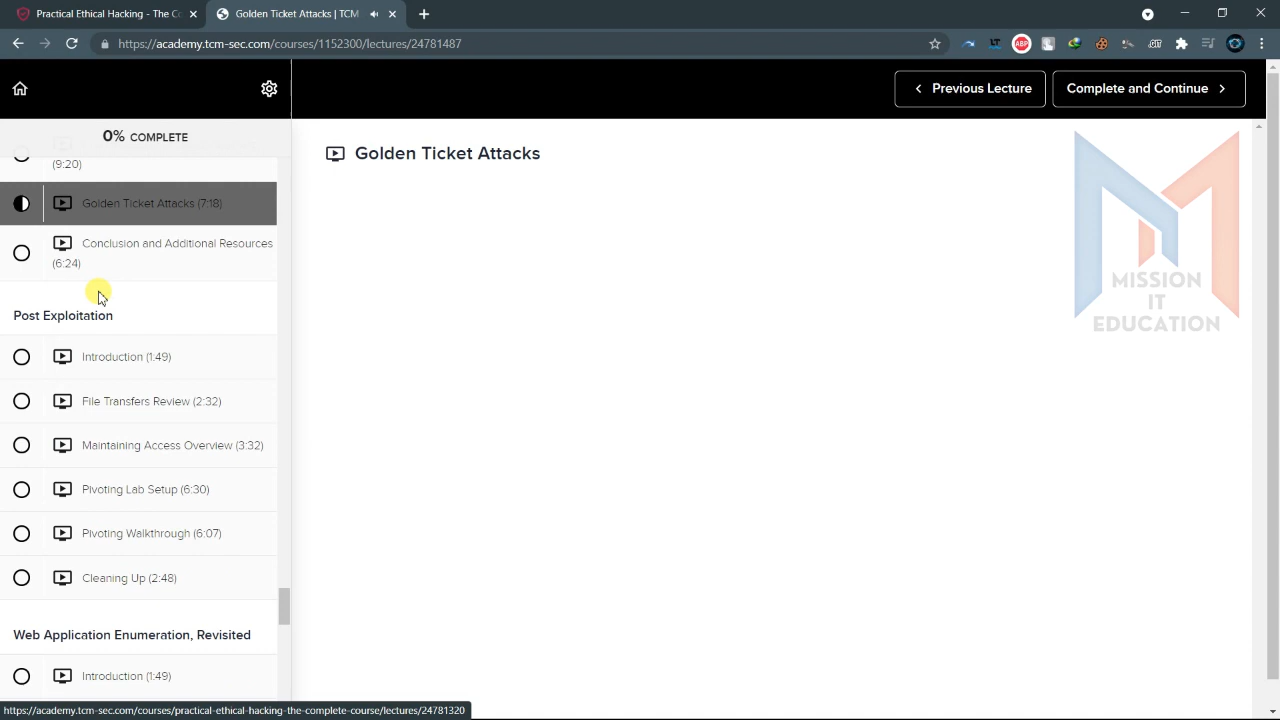 Practical Ethical Hacking - The Co
Golden Ticket Attacks | TCM
https://academy.tcm-sec.com/courses/1152300/lectures/24781487
Previous Lecture
Complete and Continue
0% COMPLETE
(9:20)
Golden Ticket Attacks (7:18)
Conclusion and Additional Resources
(6:24)
Post Exploitation
Introduction (1:49)
File Transfers Review (2:32)
Maintaining Access Overview (3:32)
Pivoting Lab Setup (6:30)
Pivoting Walkthrough (6:07)
Cleaning Up (2:48)
Web Application Enumeration, Revisited
Introduction (1:49)
https://academy.tcm-sec.com/courses/practical-ethical-hacking-the-complete-course/lectures/24781320
Golden Ticket Attacks
MISSION
IT
EDUCATION